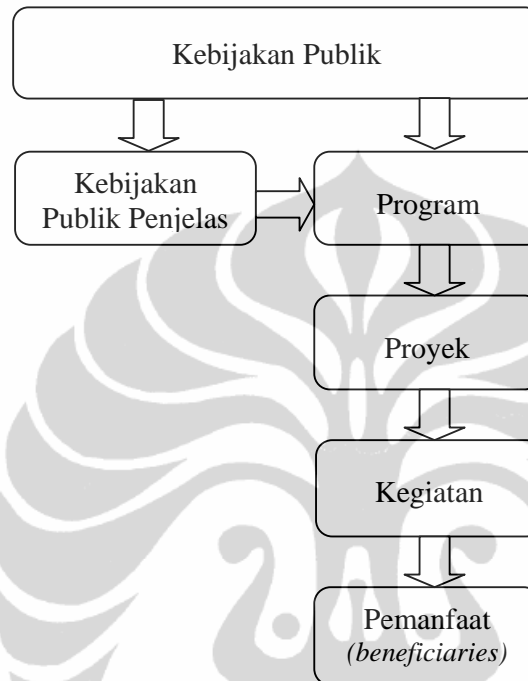 Kebijakan Publik
Kebijakan
Publik Penjelas
Program
Proyek
Kegiatan
Pemanfaat
(beneficiaries)